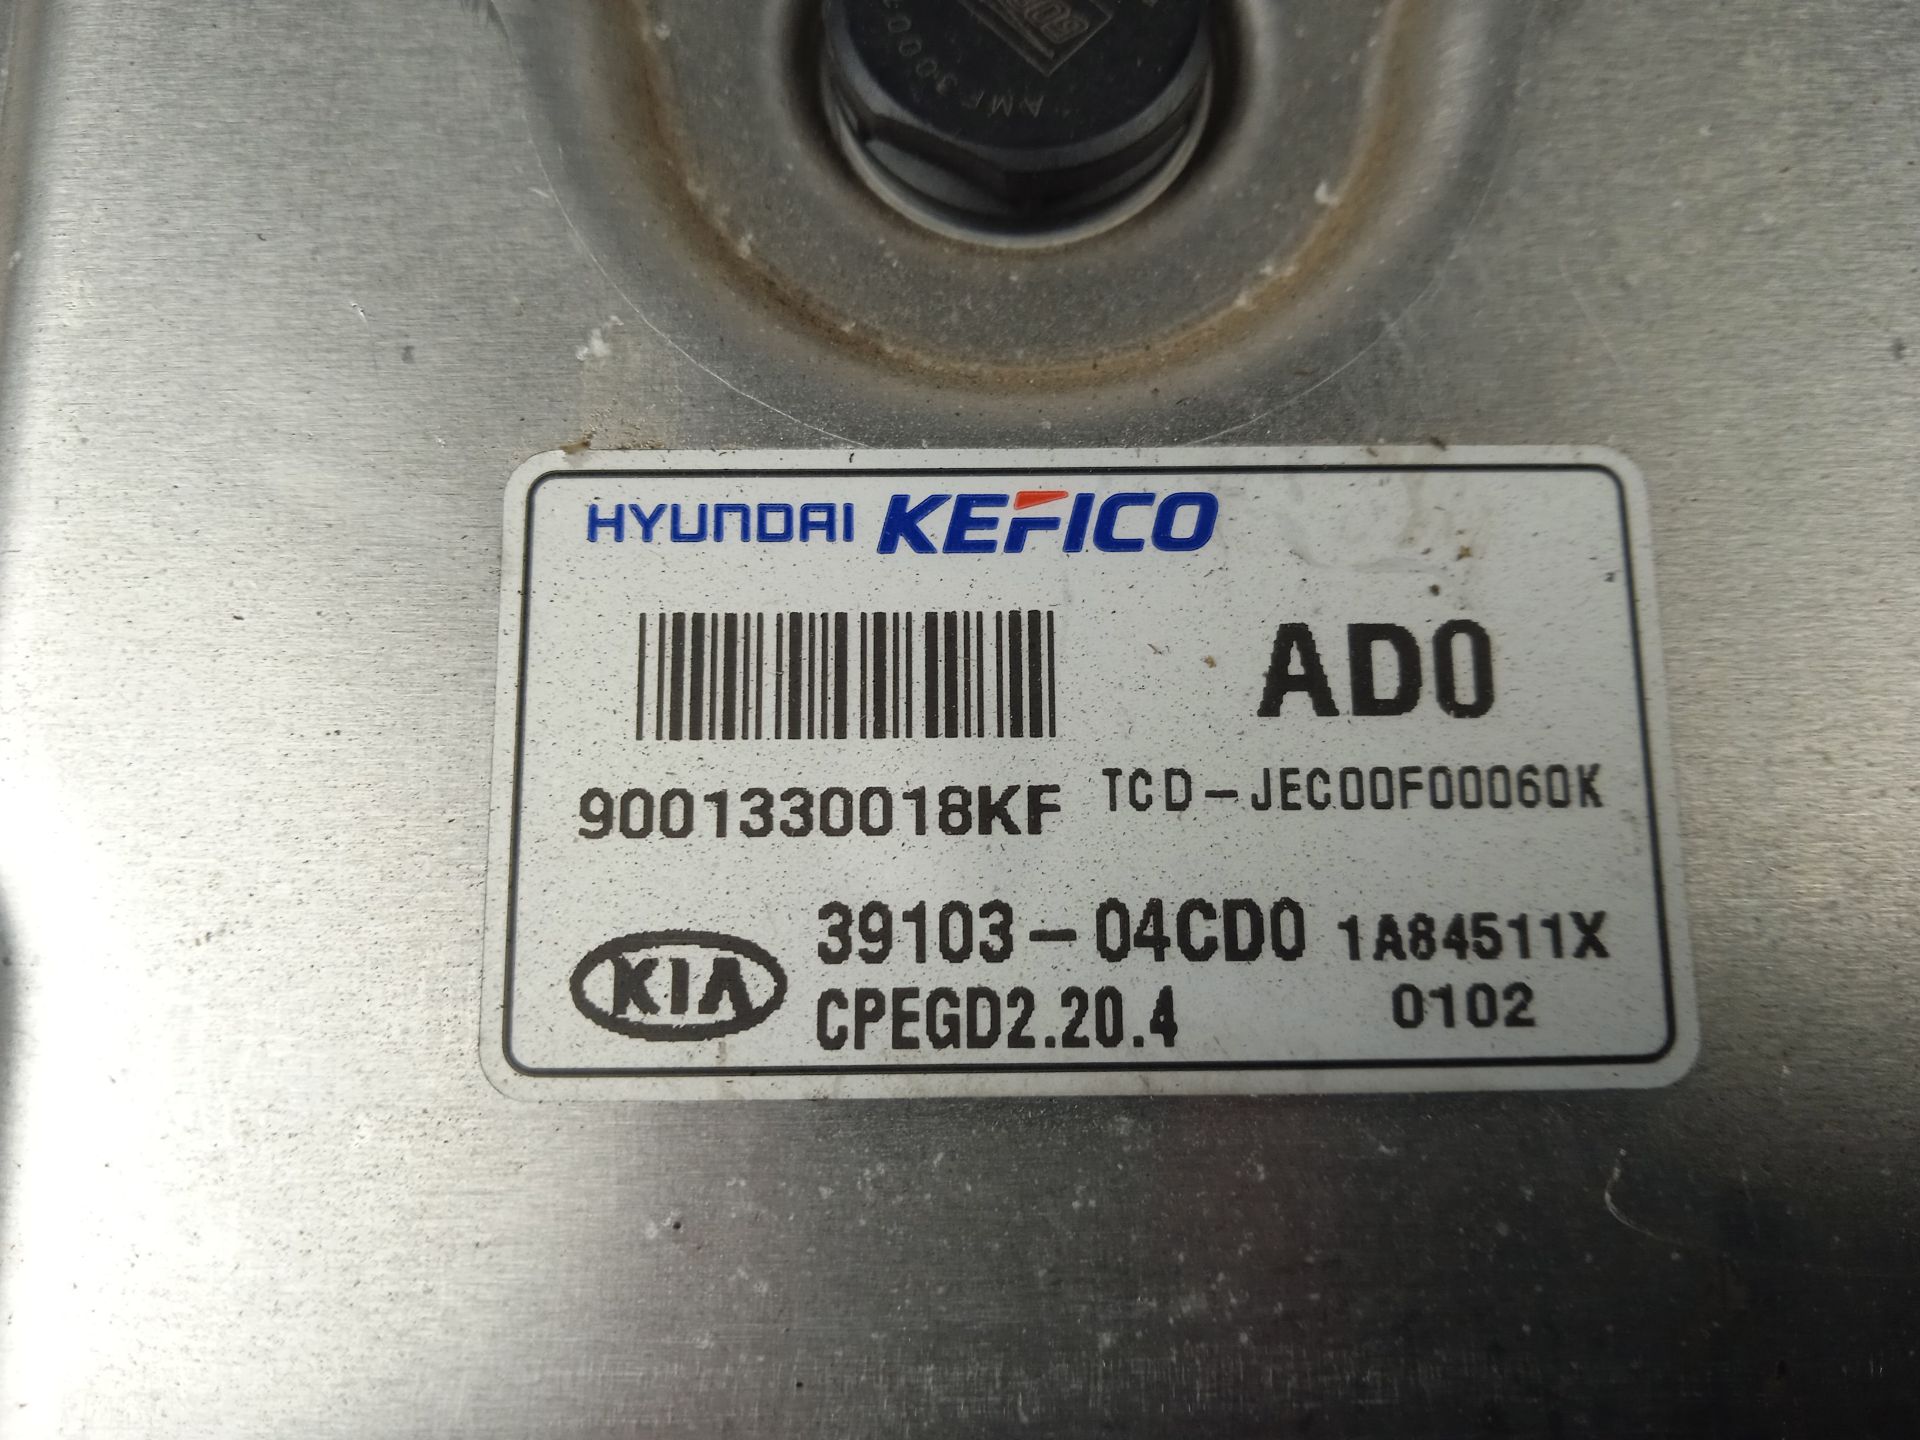 HYUNDAI KEFICO
AD0
9001330018KF
TCD-JEC00F00060K
KIA
39103-04CD0
1A84511X
CPEGD2.20.4
0102